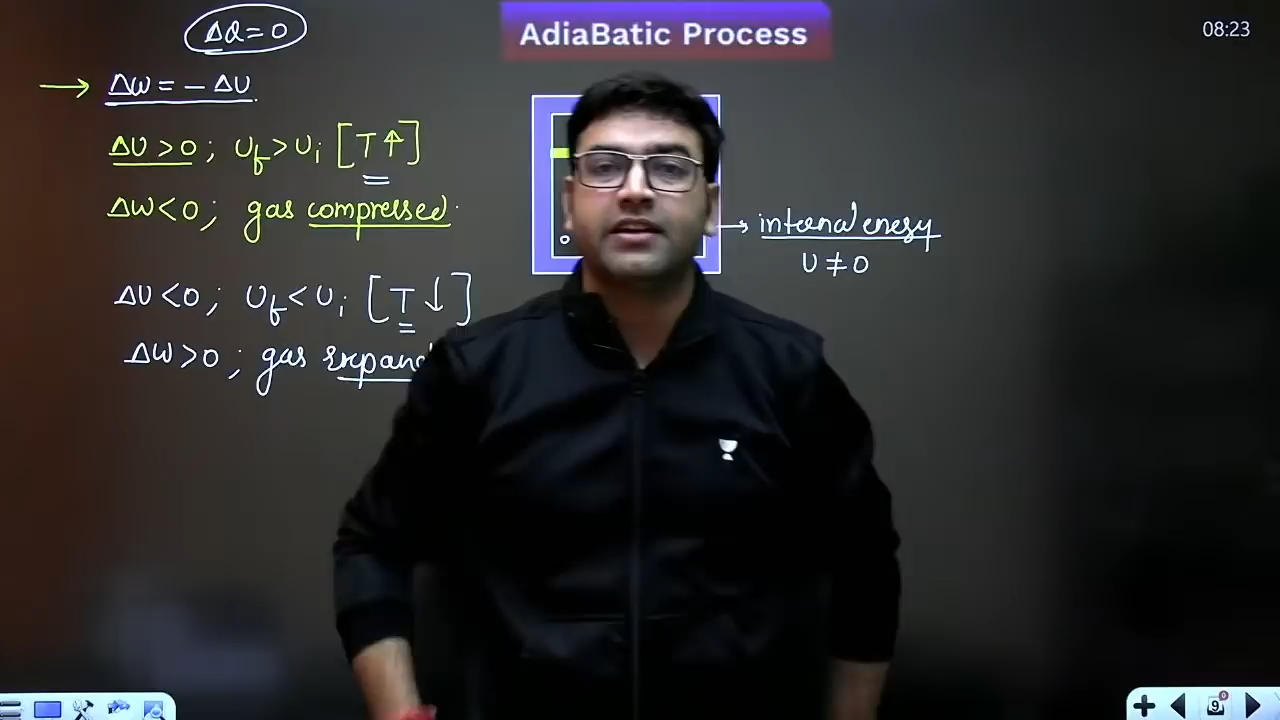 ΔQ = 0
AdiaBatic Process
08:23
→ ΔW = − ΔU
ΔU > 0 ; Uf > Ui [T↑]
ΔW < 0 ; gas compressed
→ internal energy
U ≠ 0
ΔU < 0 ; Uf < Ui [T↓]
ΔW > 0 ; gas
9